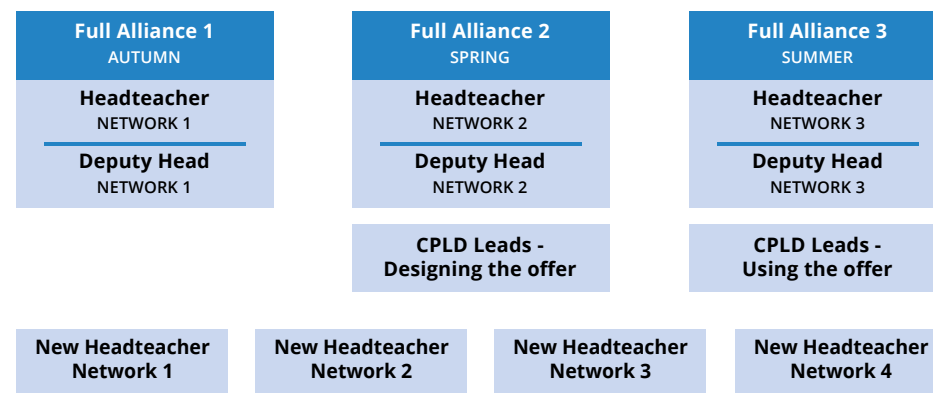 Full Alliance 1
AUTUMN
Headteacher
NETWORK 1
Deputy Head
NETWORK 1
Full Alliance 2
SPRING
Headteacher
NETWORK 2
Deputy Head
NETWORK 2
CPLD Leads -
Designing the offer
Full Alliance 3
SUMMER
Headteacher
NETWORK 3
Deputy Head
NETWORK 3
CPLD Leads -
Using the offer
New Headteacher
Network 1
New Headteacher
Network 2
New Headteacher
Network 3
New Headteacher
Network 4